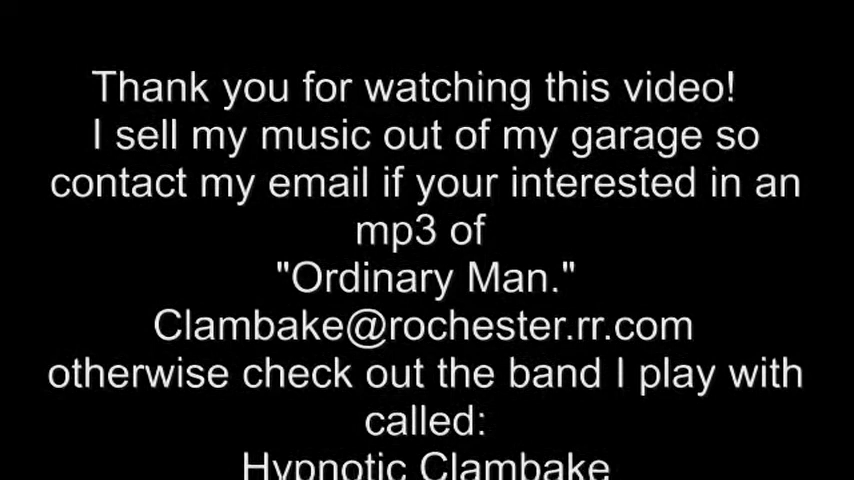 Thank you for watching this video!
I sell my music out of my garage so
contact my email if your interested in an
mp3 of
"Ordinary Man."
Clambake@rochester.rr.com
otherwise check out the band I play with
called:
Hypnotic Clambake